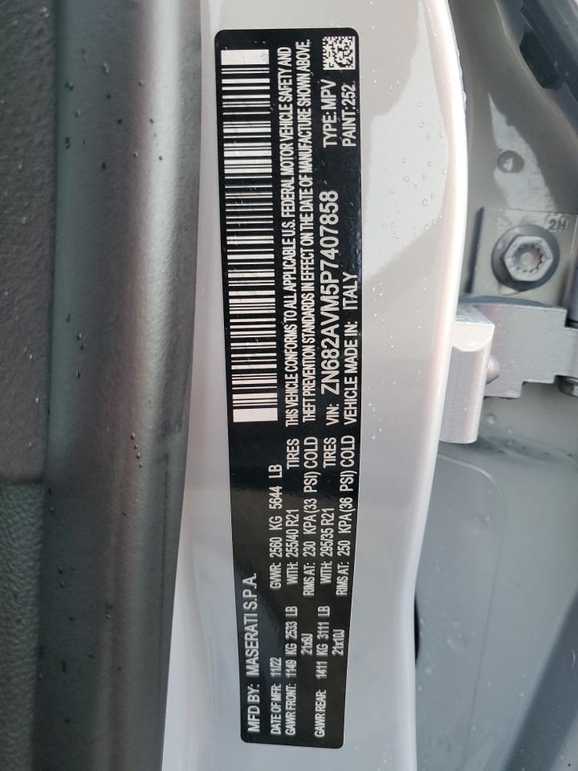 MFD BY: MASERATI S.P.A.
DATE OF MFR: 11/22 GVWR: 2560 KG 5644 LB
GAWR FRONT: 1149 KG 2533 LB WITH: 255/40 R21 TIRES
21x9J RIMS AT: 230 KPA(33 PSI) COLD
GAWR REAR: 1411 KG 3111 LB WITH: 295/35 R21 TIRES
21x10J RIMS AT: 250 KPA(36 PSI) COLD
THIS VEHICLE CONFORMS TO ALL APPLICABLE U.S. FEDERAL MOTOR VEHICLE SAFETY AND
THEFT PREVENTION STANDARDS IN EFFECT ON THE DATE OF MANUFACTURE SHOWN ABOVE.
VIN: ZN682AVM5P7407858 TYPE: MPV
VEHICLE MADE IN: ITALY PAINT: 252
4
2H